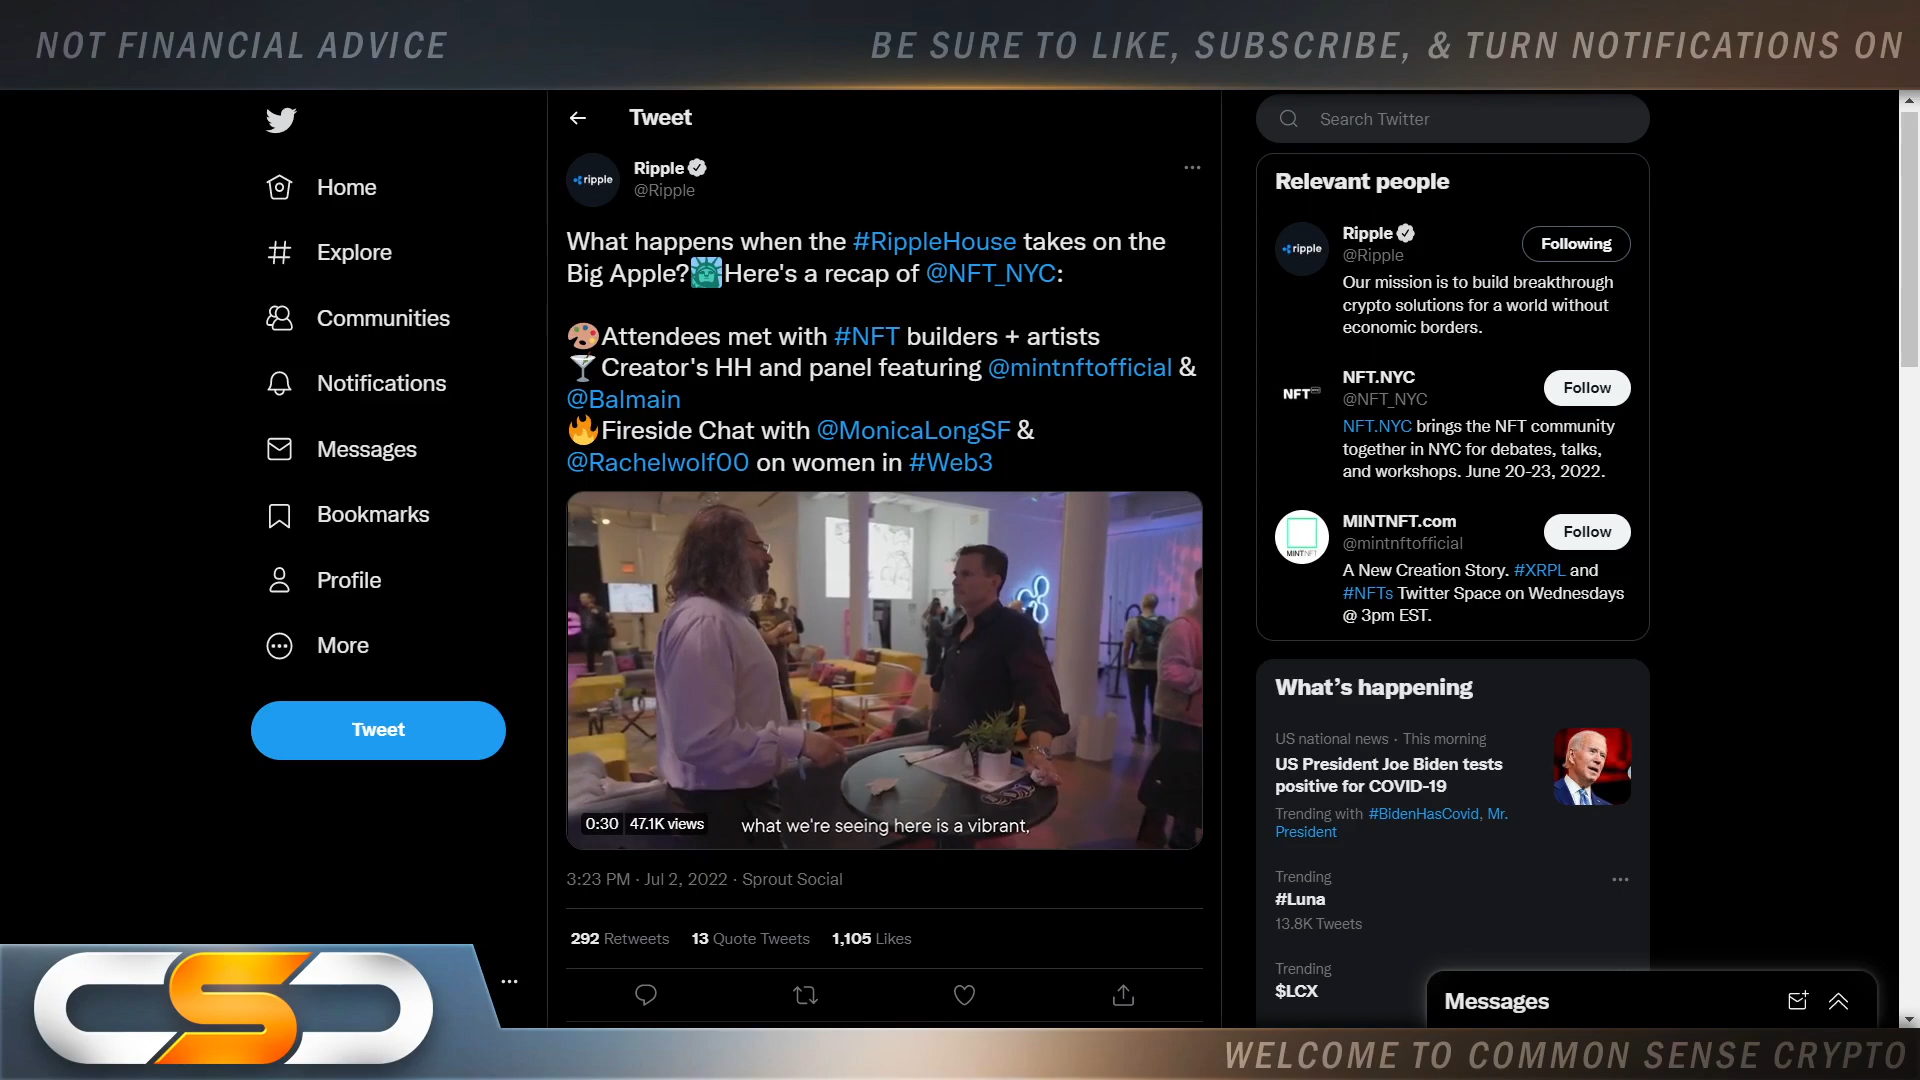 NOT FINANCIAL ADVICE
BE SURE TO LIKE, SUBSCRIBE, & TURN NOTIFICATIONS ON
Home
Explore
Communities
Notifications
Messages
Bookmarks
Profile
More
Tweet
Tweet
ripple
Ripple
@Ripple
What happens when the #RippleHouse takes on the
Big Apple?🗽Here's a recap of @NFT_NYC:
🎨Attendees met with #NFT builders + artists
🍸Creator's HH and panel featuring @mintnftofficial &
@Balmain
🔥Fireside Chat with @MonicaLongSF &
@Rachelwolf00 on women in #Web3
0:30 47.1K views
what we're seeing here is a vibrant,
3:23 PM · Jul 2, 2022 · Sprout Social
292 Retweets 13 Quote Tweets 1,105 Likes
Search Twitter
Relevant people
ripple
Ripple
@Ripple
Following
Our mission is to build breakthrough
crypto solutions for a world without
economic borders.
NFT
NFT.NYC
@NFT_NYC
Follow
NFT.NYC brings the NFT community
together in NYC for debates, talks,
and workshops. June 20-23, 2022.
MINTNFT
MINTNFT.com
@mintnftofficial
Follow
A New Creation Story. #XRPL and
#NFTs Twitter Space on Wednesdays
@ 3pm EST.
What's happening
US national news · This morning
US President Joe Biden tests
positive for COVID-19
Trending with #BidenHasCovid, Mr.
President
Trending
#Luna
13.8K Tweets
Trending
$LCX
Messages
CSC
WELCOME TO COMMON SENSE CRYPTO